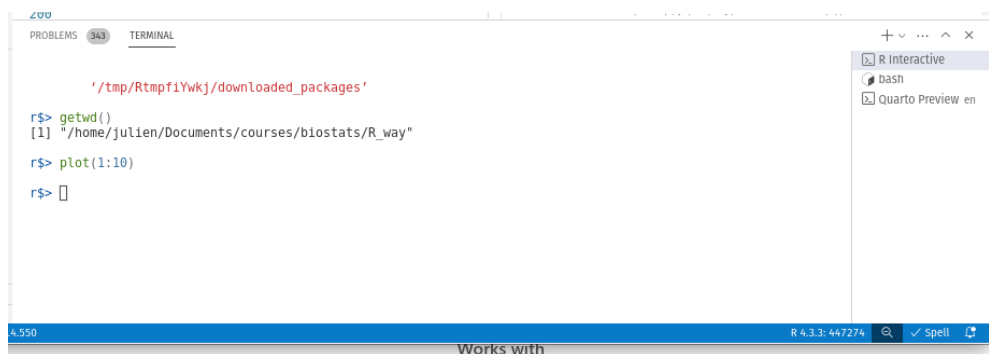 200
PROBLEMS 343 TERMINAL
‘/tmp/RtmpfiYwkj/downloaded_packages’
r$> getwd()
[1] "/home/julien/Documents/courses/biostats/R_way"
r$> plot(1:10)
r$>
R Interactive
bash
Quarto Preview en
4.550
R 4.3.3: 447274
Spell
Works with